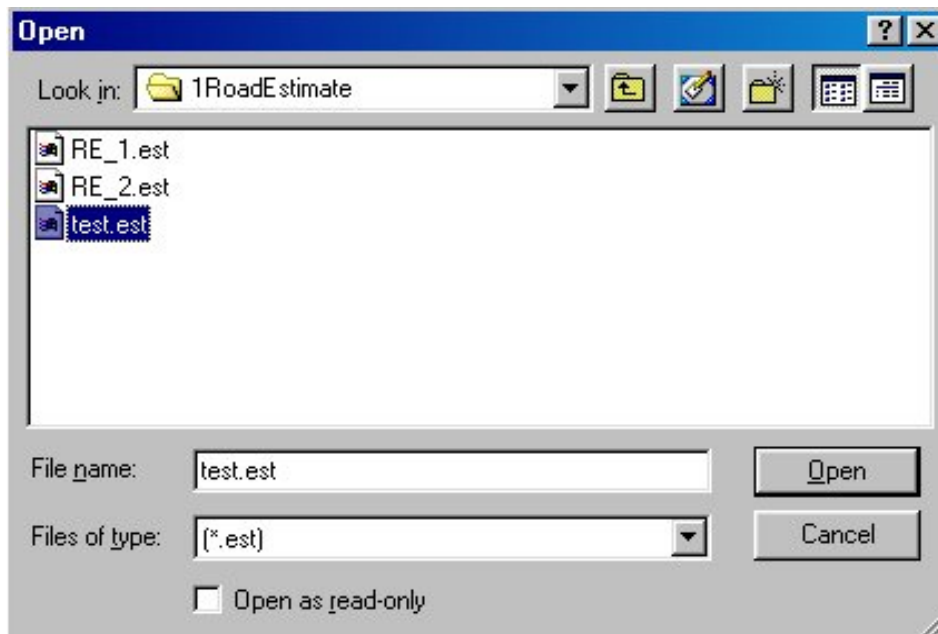 Open
Look in: 1RoadEstimate
RE_1.est
RE_2.est
test.est
File name: test.est Open
Files of type: (*.est) Cancel
Open as read-only